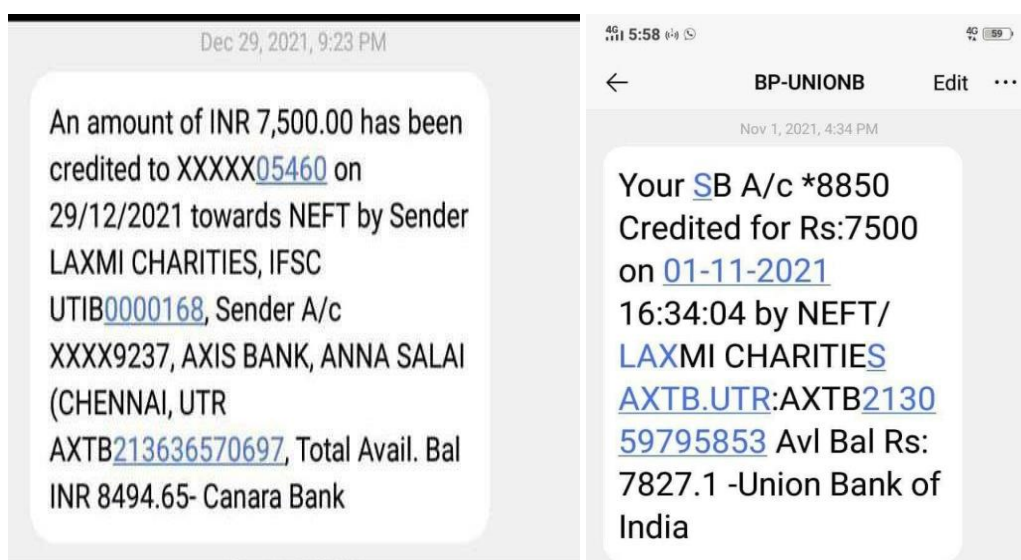 Dec 29, 2021, 9:23 PM
An amount of INR 7,500.00 has been
credited to XXXXX05460 on
29/12/2021 towards NEFT by Sender
LAXMI CHARITIES, IFSC
UTIB0000168, Sender A/c
XXXX9237, AXIS BANK, ANNA SALAI
(CHENNAI, UTR
AXTB213636570697, Total Avail. Bal
INR 8494.65- Canara Bank
4G 5:58
4G 59
BP-UNIONB Edit ...
Nov 1, 2021, 4:34 PM
Your SB A/c *8850
Credited for Rs:7500
on 01-11-2021
16:34:04 by NEFT/
LAXMI CHARITIES
AXTB.UTR:AXTB2130
59795853 Avl Bal Rs:
7827.1 -Union Bank of
India